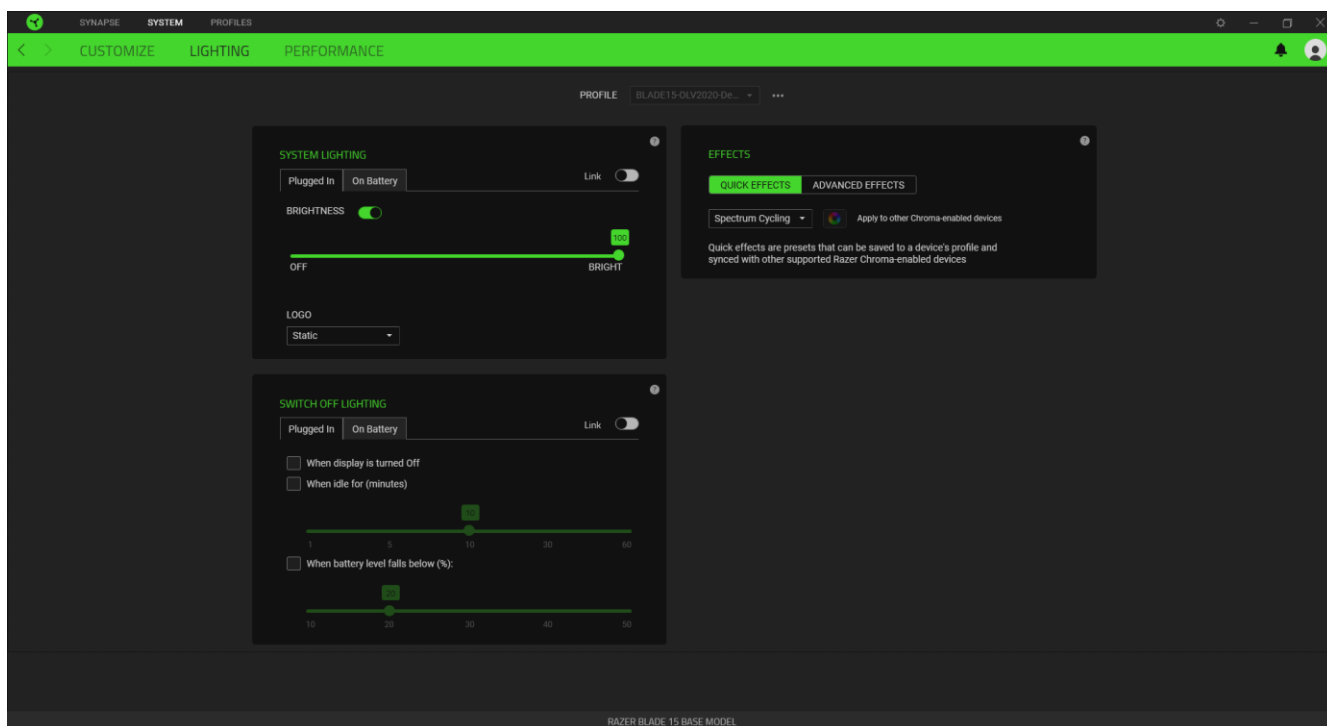 SYNAPSE SYSTEM PROFILES
CUSTOMIZE LIGHTING PERFORMANCE
PROFILE BLADE15-OLV2020-De...
SYSTEM LIGHTING
Plugged In On Battery Link
BRIGHTNESS
100
OFF BRIGHT
LOGO
Static
SWITCH OFF LIGHTING
Plugged In On Battery Link
When display is turned Off
When idle for (minutes)
10
1 5 10 30 60
When battery level falls below (%):
20
10 20 30 40 50
EFFECTS
QUICK EFFECTS ADVANCED EFFECTS
Spectrum Cycling Apply to other Chroma-enabled devices
Quick effects are presets that can be saved to a device's profile and
synced with other supported Razer Chroma-enabled devices
RAZER BLADE 15 BASE MODEL